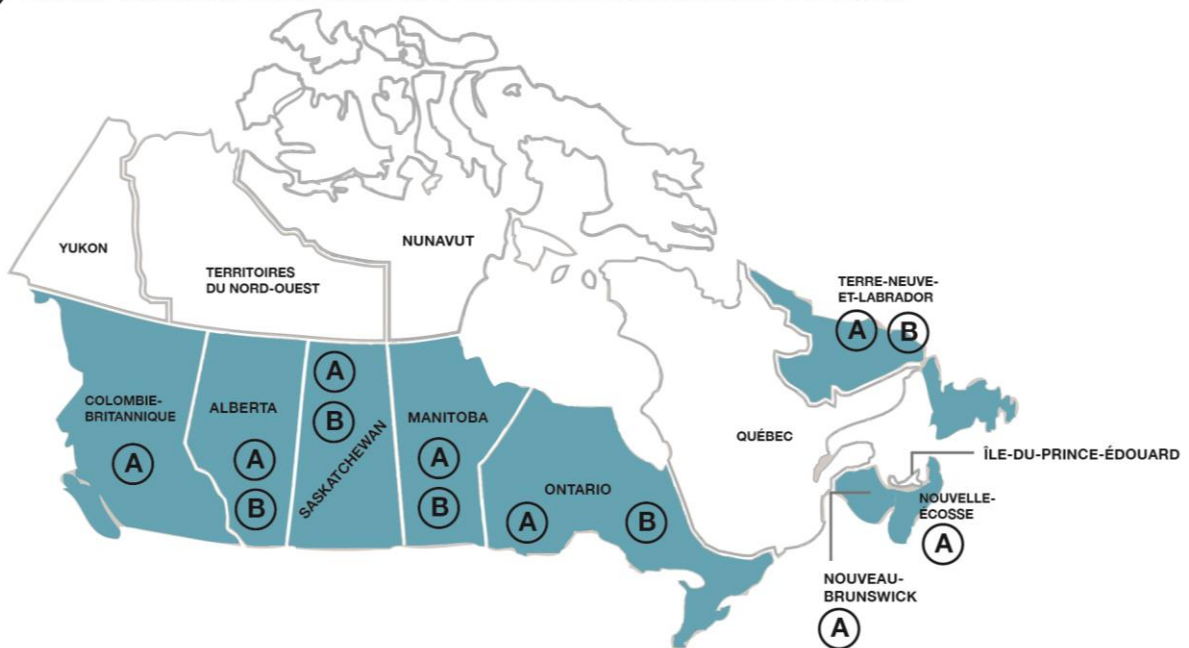 YUKON
TERRITOIRES
DU NORD-OUEST
NUNAVUT
TERRE-NEUVE-
ET-LABRADOR
A B
COLOMBIE-
BRITANNIQUE
A
ALBERTA
A
B
A
B
SASKATCHEWAN
MANITOBA
A
B
ONTARIO
A B
QUÉBEC
ÎLE-DU-PRINCE-ÉDOUARD
NOUVELLE-
ÉCOSSE
A
NOUVEAU-
BRUNSWICK
A